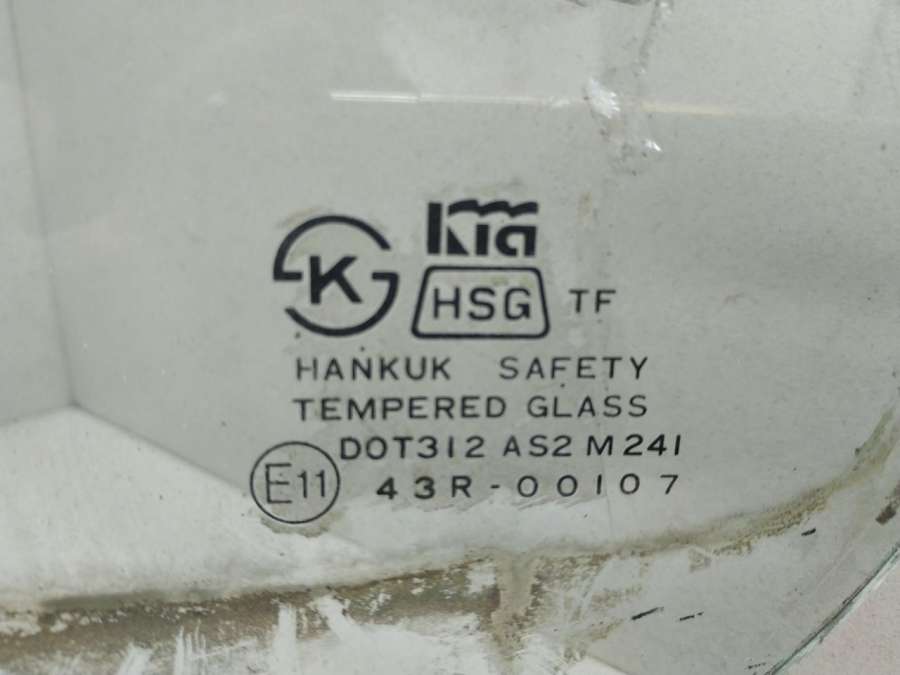 KIA
K
HSG TF
HANKUK SAFETY
TEMPERED GLASS
DOT312 AS2 M241
E11 43R-00107